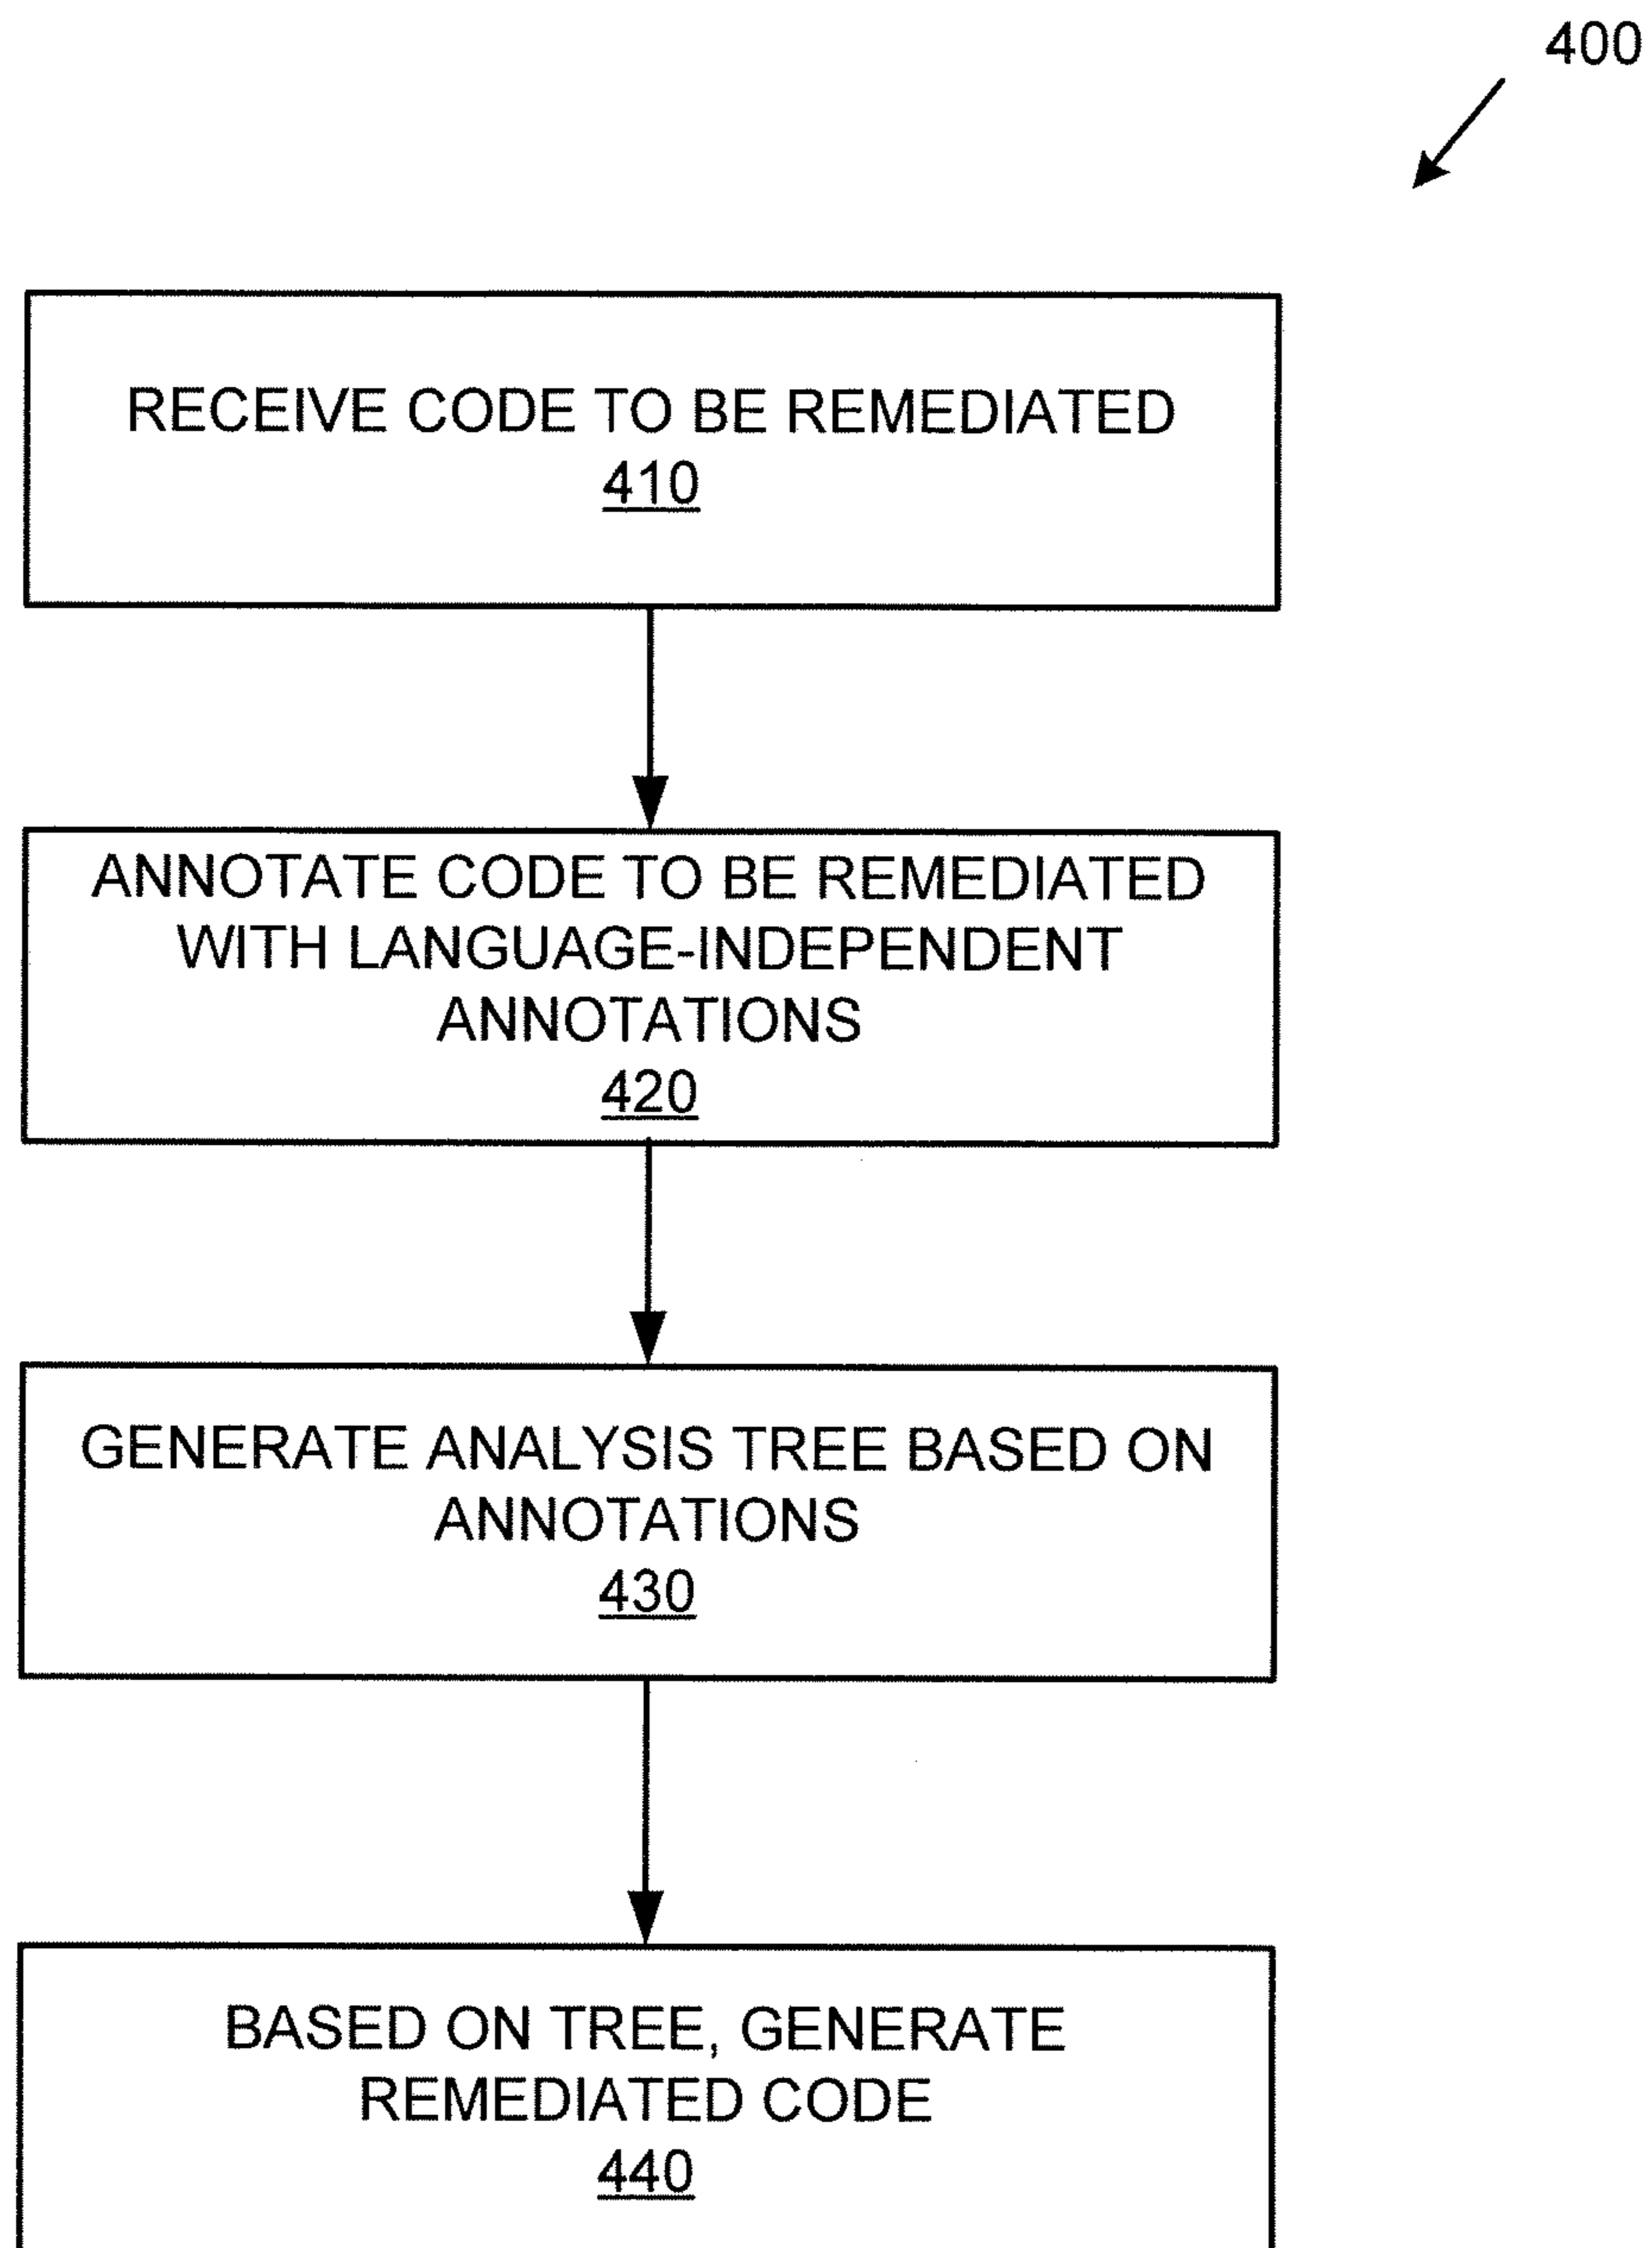 400
RECEIVE CODE TO BE REMEDIATED
410
ANNOTATE CODE TO BE REMEDIATED
WITH LANGUAGE-INDEPENDENT
ANNOTATIONS
420
GENERATE ANALYSIS TREE BASED ON
ANNOTATIONS
430
BASED ON TREE, GENERATE
REMEDIATED CODE
440